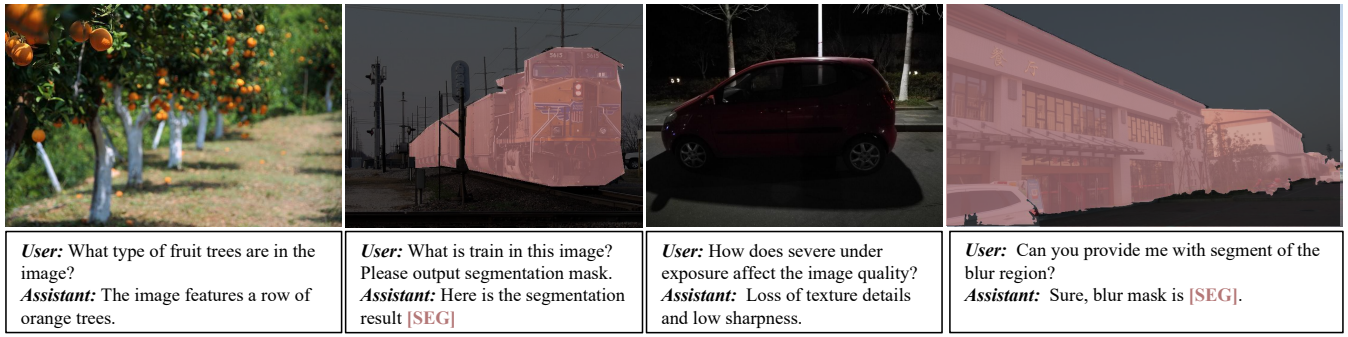 User: What type of fruit trees are in the
image?
Assistant: The image features a row of
orange trees.
User: What is train in this image?
Please output segmentation mask.
Assistant: Here is the segmentation
result [SEG]
User: How does severe under
exposure affect the image quality?
Assistant: Loss of texture details
and low sharpness.
User: Can you provide me with segment of the
blur region?
Assistant: Sure, blur mask is [SEG].